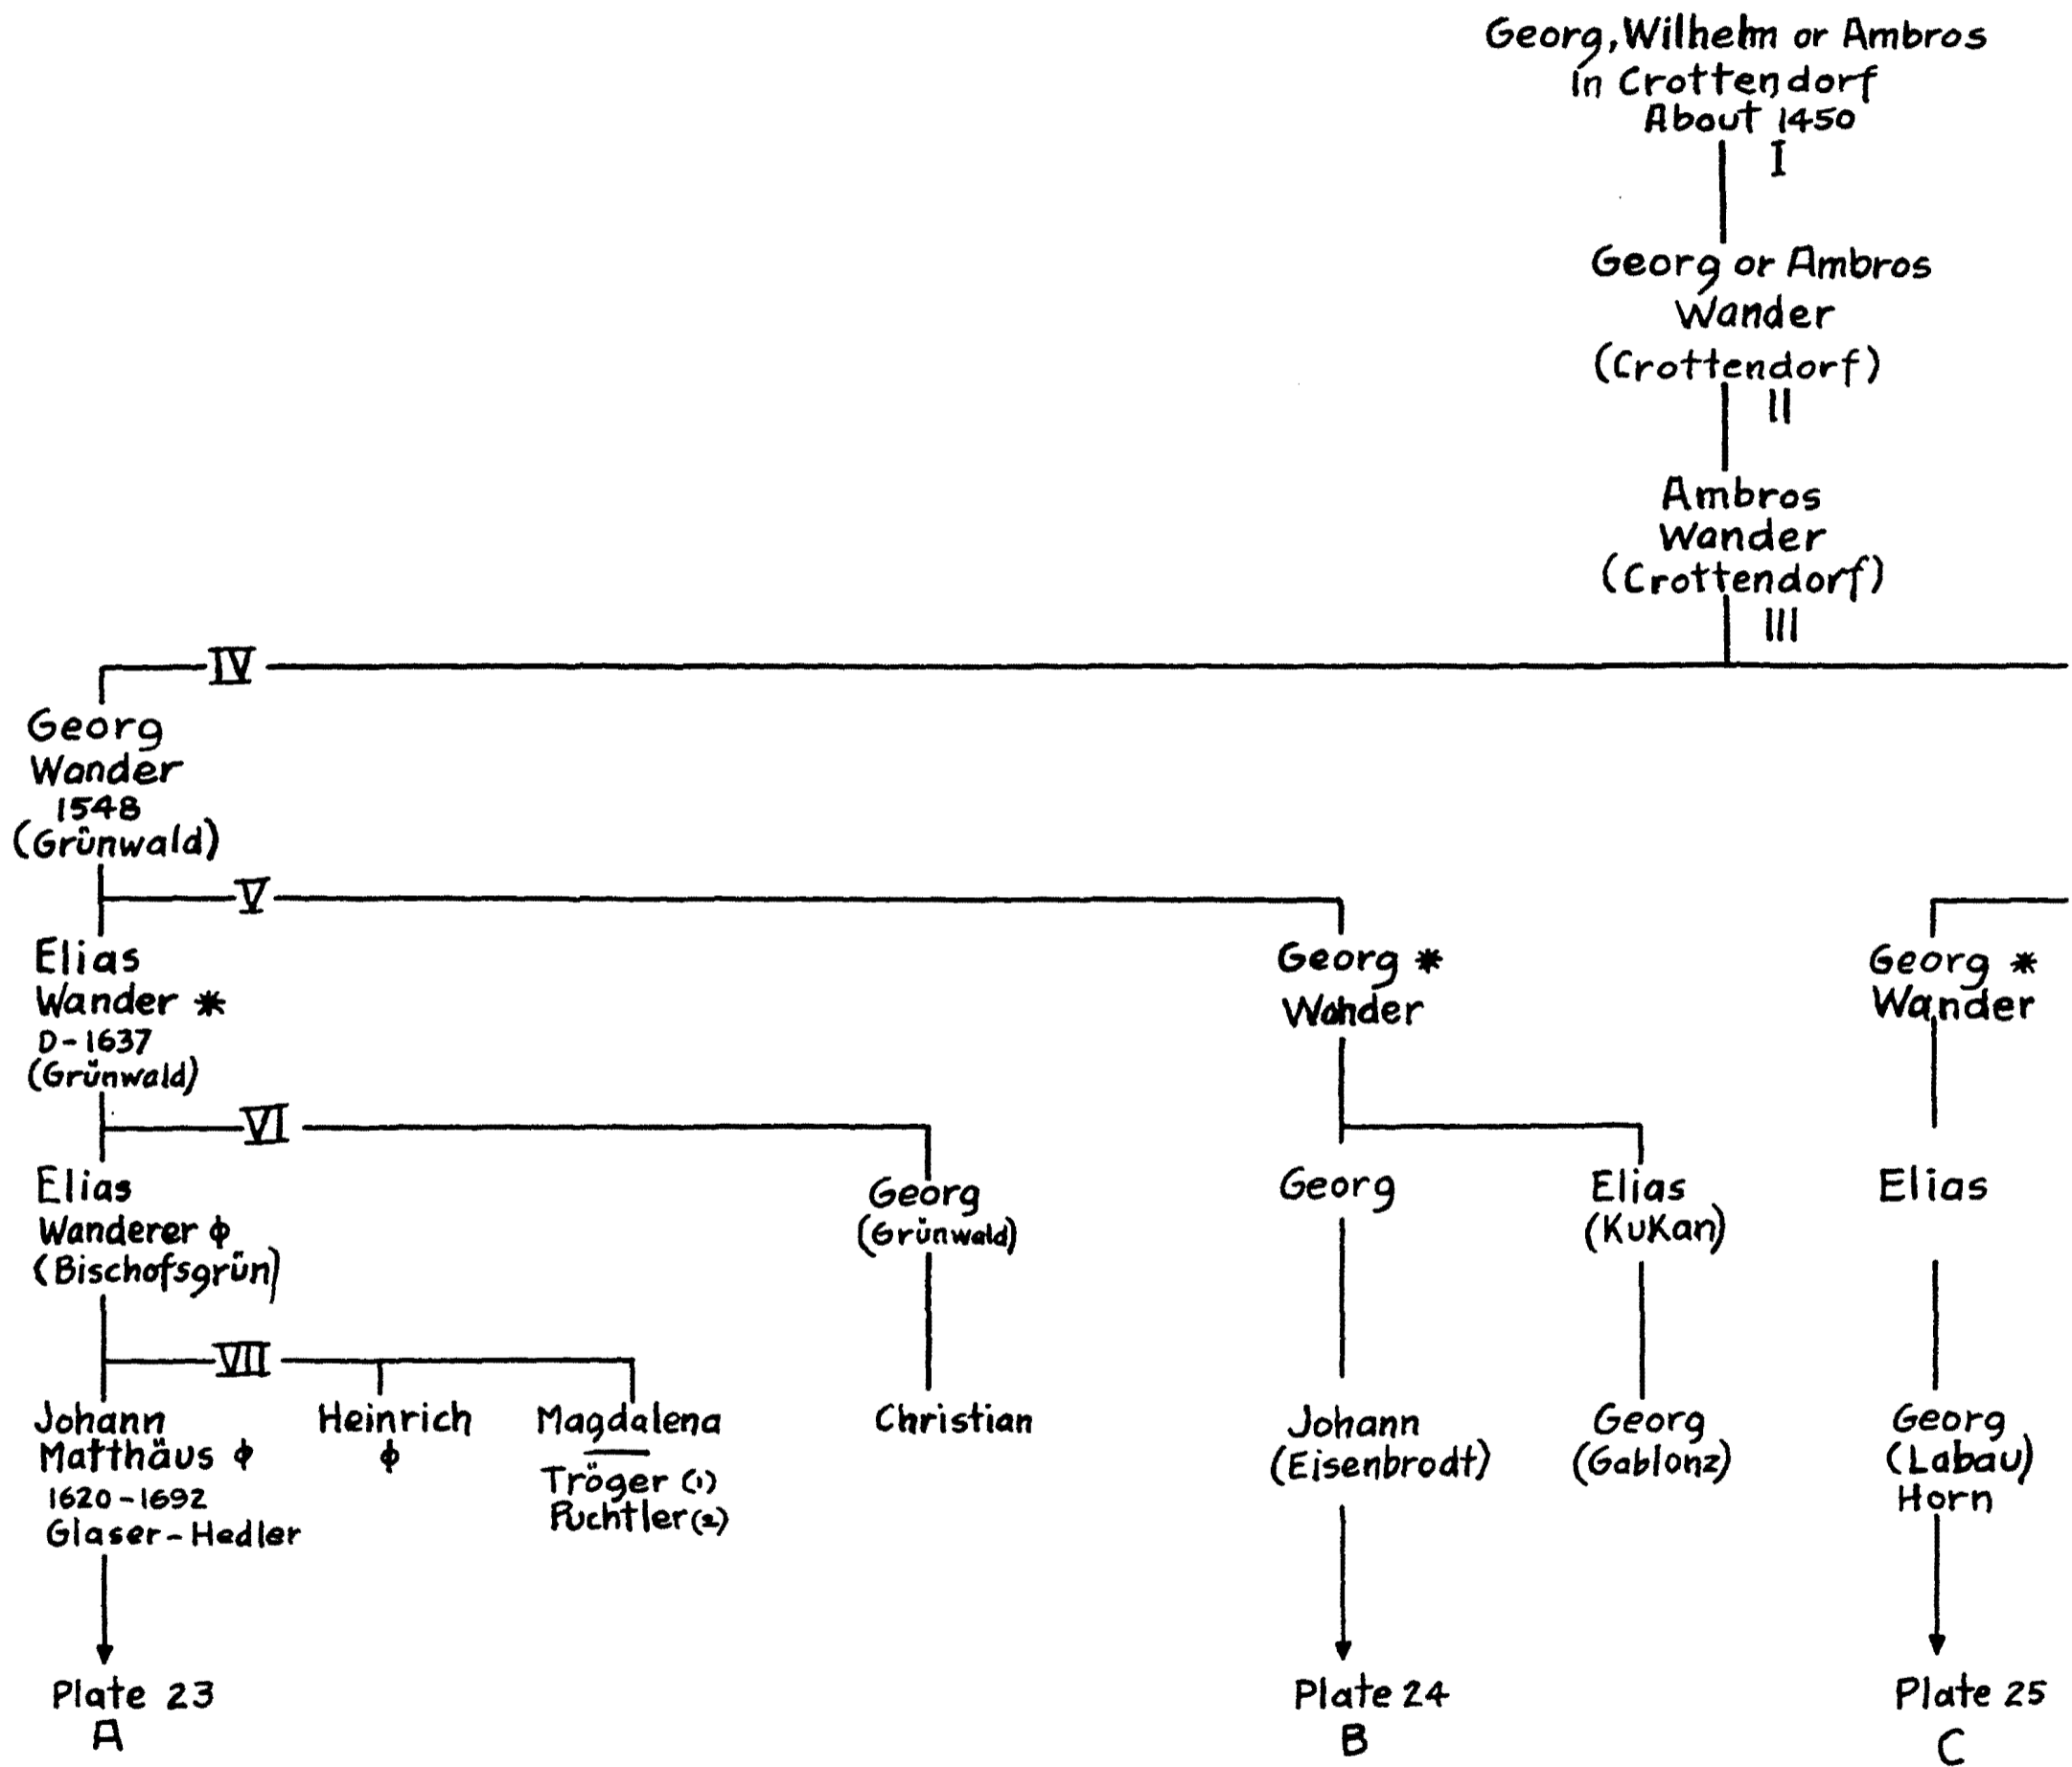 Georg, Wilhelm or Ambros
in Crottendorf
About 1450
I
Georg or Ambros
Wander
(Crottendorf)
II
Ambros
Wander
(Crottendorf)
III
IV
Georg
Wander
1548
(Grünwald)
V
Elias
Wander *
D-1637
(Grünwald)
Georg *
Wander
Georg *
Wander
VI
Elias
Wanderer ϕ
(Bischofsgrün)
Georg
(Grünwald)
Georg
Elias
(KuKan)
Elias
VII
Johann
Matthäus ϕ
1620-1692
Glaser-Hedler
Heinrich
ϕ
Magdalena
Tröger (1)
Puchtler (2)
Christian
Johann
(Eisenbrodt)
Georg
(Gablonz)
Georg
(Labau)
Horn
Plate 23
A
Plate 24
B
Plate 25
C